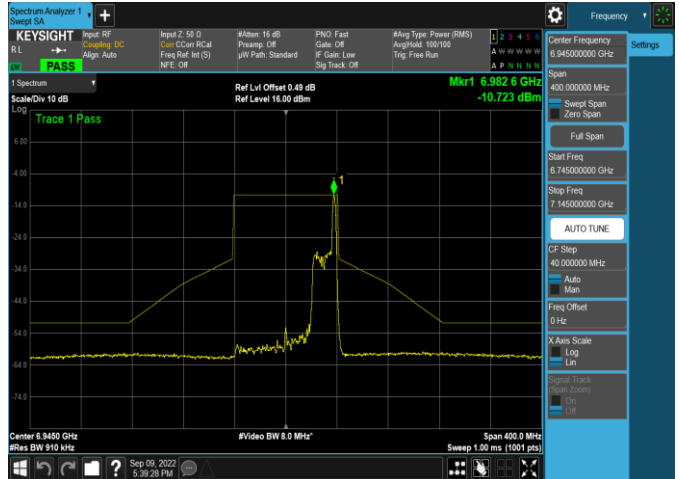 Spectrum Analyzer 1
Swept SA
Frequency
KEYSIGHT
RL
PASS
Input: RF
Coupling: DC
Align: Auto
Input Z: 50 Ω
Corr CCorr RCal
Freq Ref: Int (S)
NFE: Off
#Atten: 16 dB
Preamp: Off
µW Path: Standard
PNO: Fast
Gate: Off
IF Gain: Low
Sig Track: Off
#Avg Type: Power (RMS)
Avg|Hold: 100/100
Trig: Free Run
1 2 3 4 5 6
A W W W W W
A P N N N N
1 Spectrum
Scale/Div 10 dB
Log
Ref Lvl Offset 0.49 dB
Ref Level 16.00 dBm
Mkr1 6.982 6 GHz
-10.723 dBm
Trace 1 Pass
6.00
-4.00
-14.0
-24.0
-34.0
-44.0
-54.0
-64.0
-74.0
1
Center 6.9450 GHz
#Res BW 910 kHz
#Video BW 8.0 MHz*
Span 400.0 MHz
Sweep 1.00 ms (1001 pts)
Sep 09, 2022
5:39:28 PM
Center Frequency
6.945000000 GHz
Settings
Span
400.000000 MHz
Swept Span
Zero Span
Full Span
Start Freq
6.745000000 GHz
Stop Freq
7.145000000 GHz
AUTO TUNE
CF Step
40.000000 MHz
Auto
Man
Freq Offset
0 Hz
X Axis Scale
Log
Lin
Signal Track
(Span Zoom)
On
Off